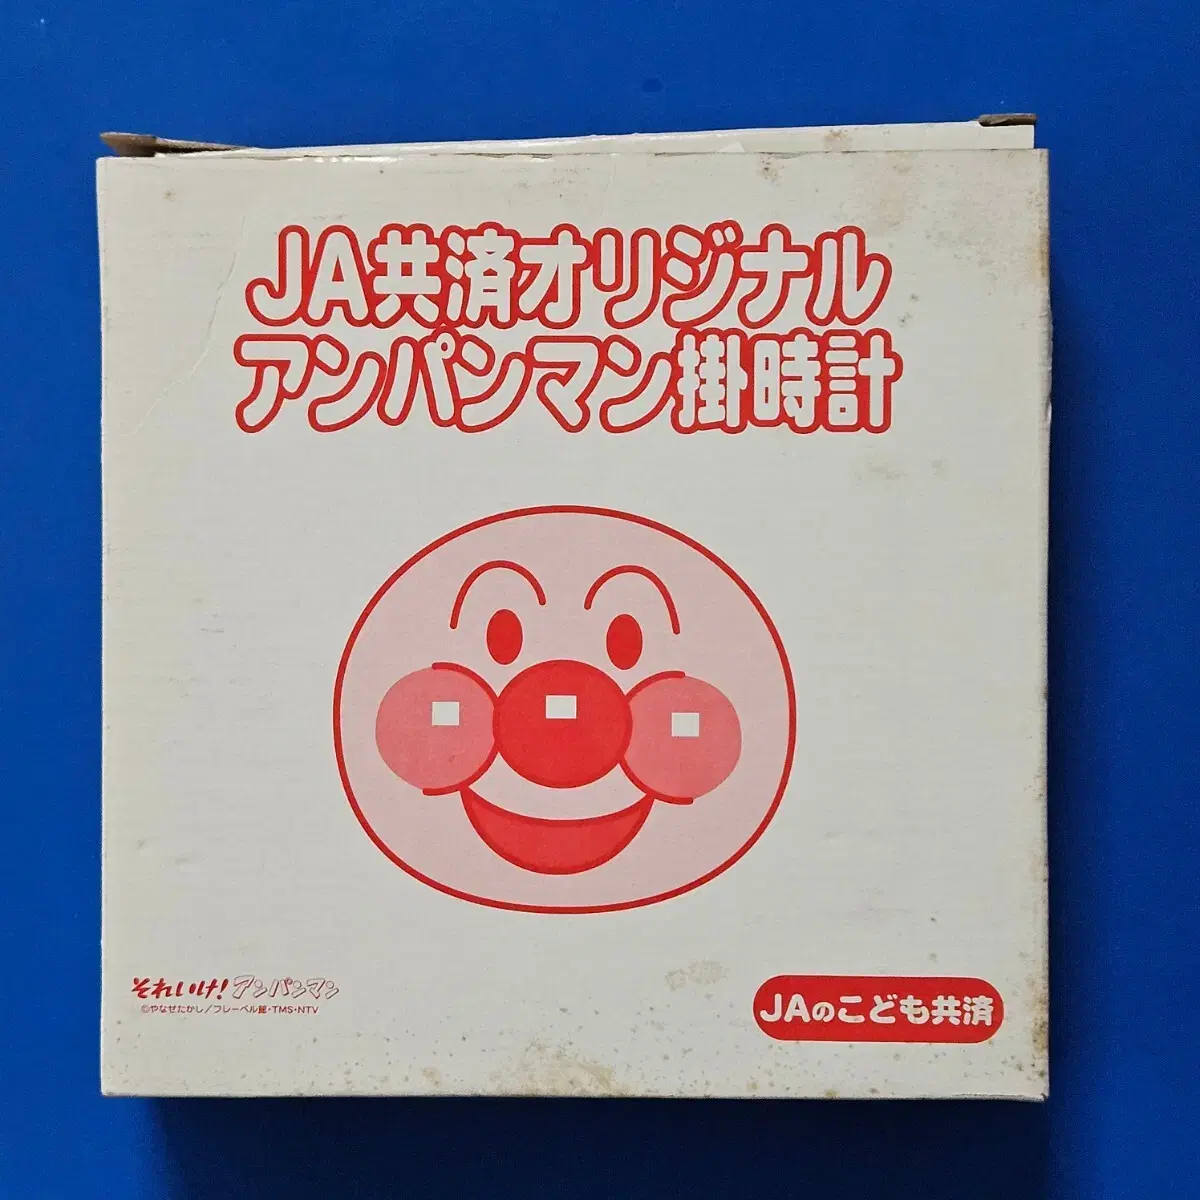 JA共済オリジナル
アンパンマン掛時計
それいけ!アンパンマン
©やなせたかし/フレーベル館・TMS・NTV
JAのこども共済